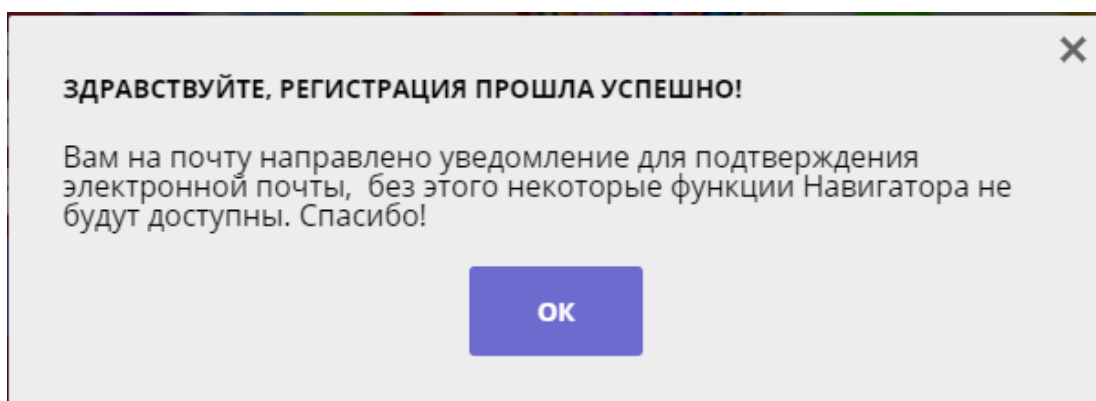 ЗДРАВСТВУЙТЕ, РЕГИСТРАЦИЯ ПРОШЛА УСПЕШНО!
Вам на почту направлено уведомление для подтверждения
электронной почты,  без этого некоторые функции Навигатора не
будут доступны. Спасибо!
ОК